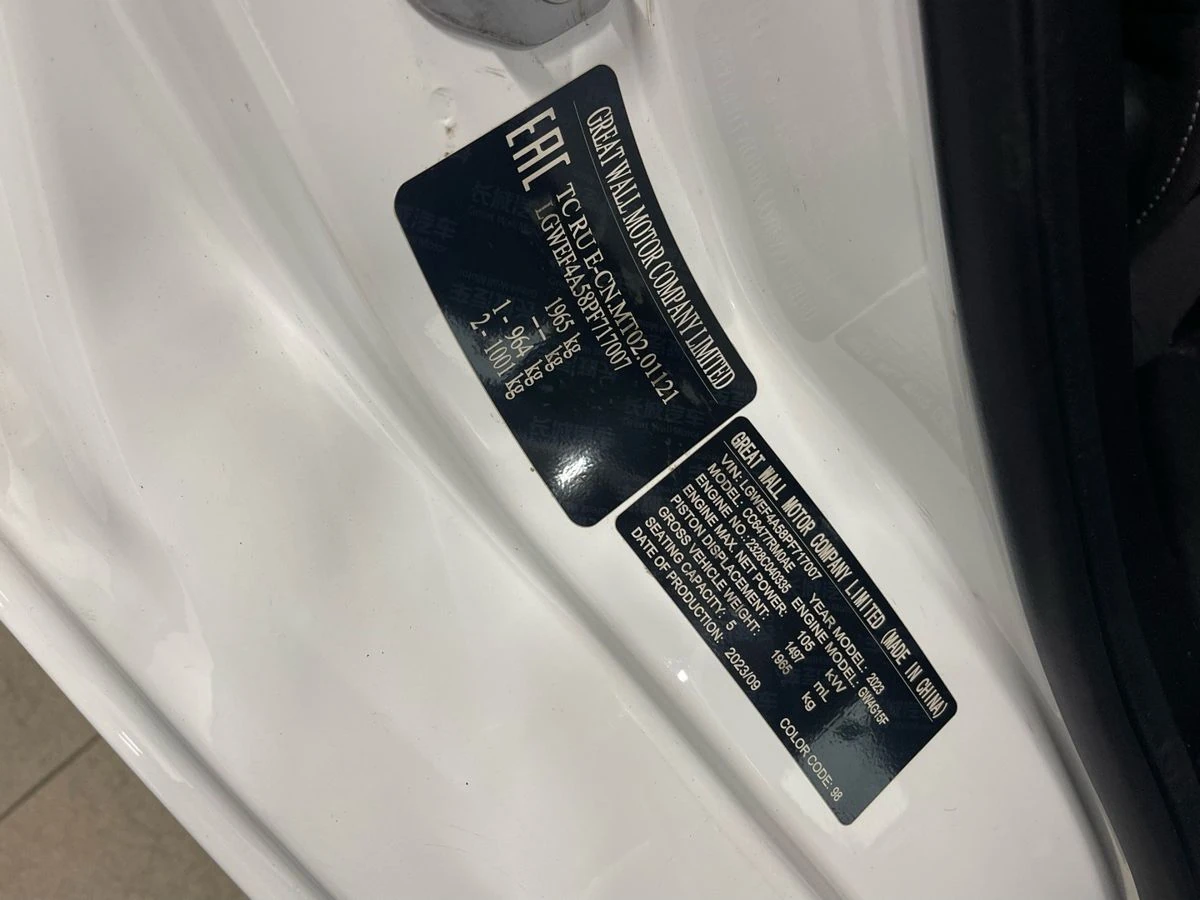 GREAT WALL MOTOR COMPANY LIMITED
EAC
TC RU E-CN.MT02.01121
LGWEF4A58PF717007
1965 kg
-- kg
1- 964 kg
2- 1001 kg
GREAT WALL MOTOR COMPANY LIMITED (MADE IN CHINA)
VIN: LGWEF4A58PF717007 YEAR MODEL: 2023
MODEL: CC6477RM0AE ENGINE MODEL: GW4G15F
ENGINE NO.: 2328C040335
ENGINE MAX. NET POWER: 105 kW
PISTON DISPLACEMENT: 1497 mL
GROSS VEHICLE WEIGHT: 1965 kg
SEATING CAPACITY: 5
DATE OF PRODUCTION: 2023/09 COLOR CODE: 98